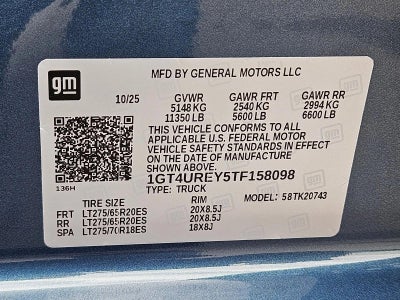 gm
MFD BY GENERAL MOTORS LLC
10/25 GVWR GAWR FRT GAWR RR
5148 KG 2540 KG 2994 KG
11350 LB 5600 LB 6600 LB
THIS VEHICLE CONFORMS TO ALL
APPLICABLE U.S. FEDERAL MOTOR
VEHICLE SAFETY STANDARDS IN EFFECT
ON THE DATE OF MANUFACTURE
SHOWN ABOVE.
1GT4UREY5TF158098
136H TYPE: TRUCK
TIRE SIZE RIM MODEL: 58TK20743
FRT LT275/65R20ES 20X8.5J
RR LT275/65R20ES 20X8.5J
SPA LT275/70R18ES 18X8J